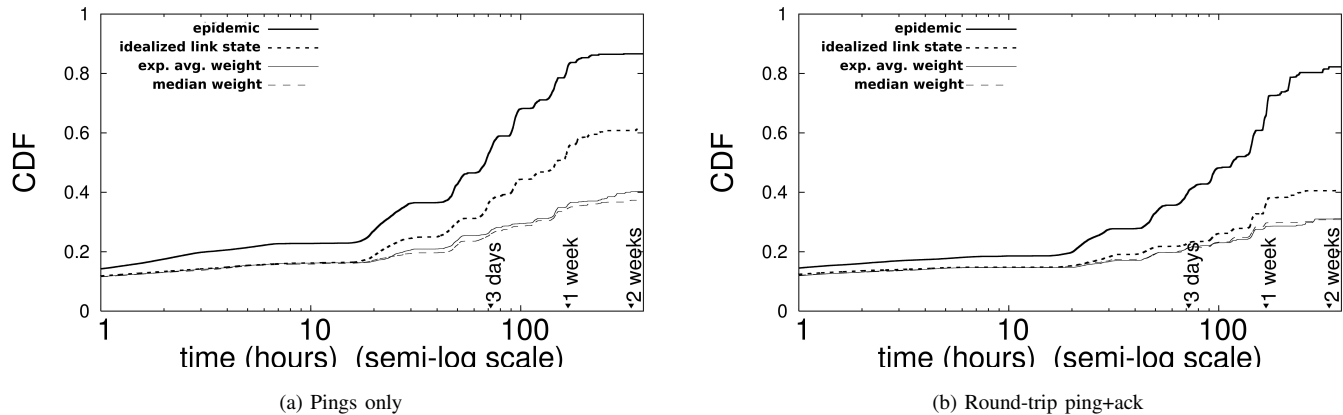 1
0.8
0.6
0.4
0.2
0
CDF
epidemic
idealized link state
exp. avg. weight
median weight
3 days
1 week
2 weeks
1 10 100
time (hours) (semi-log scale)
(a) Pings only
1
0.8
0.6
0.4
0.2
0
CDF
epidemic
idealized link state
exp. avg. weight
median weight
3 days
1 week
2 weeks
1 10 100
time (hours) (semi-log scale)
(b) Round-trip ping+ack